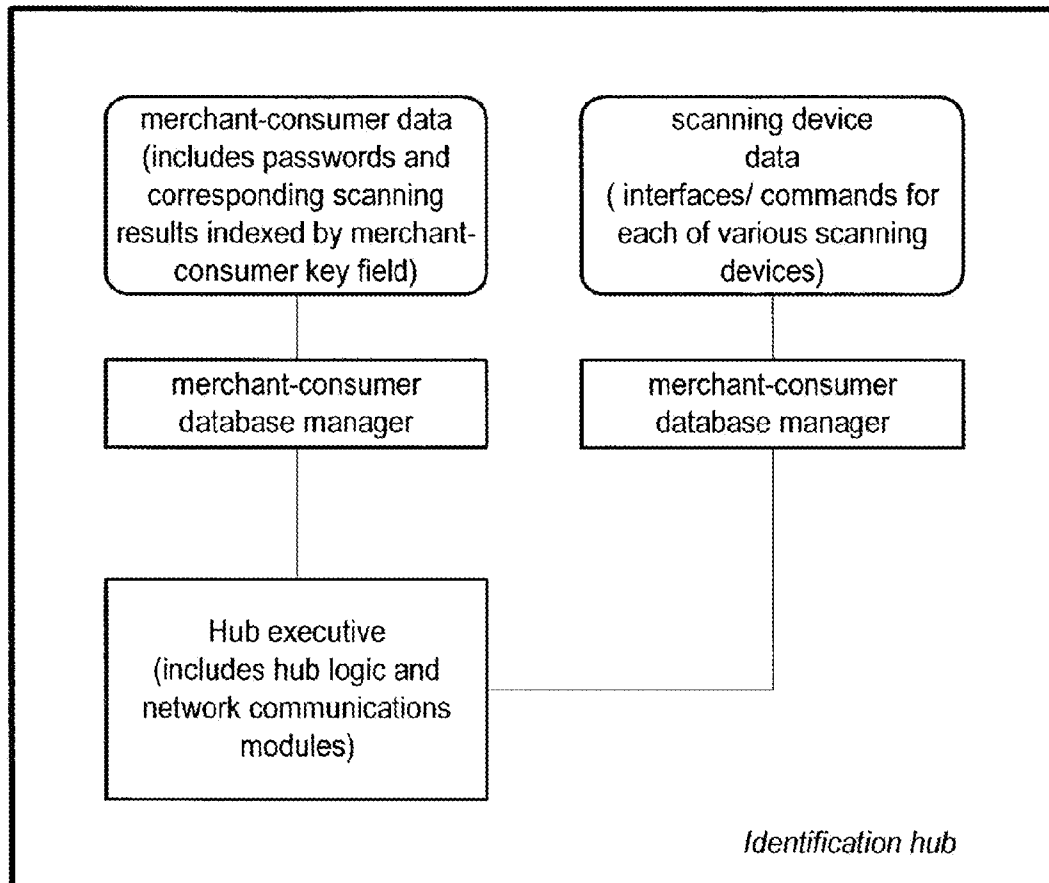 merchant-consumer data
(includes passwords and
corresponding scanning
results indexed by merchant-
consumer key field)
scanning device
data
( interfaces/ commands for
each of various scanning
devices)
merchant-consumer
database manager
merchant-consumer
database manager
Hub executive
(includes hub logic and
network communications
modules)
Identification hub